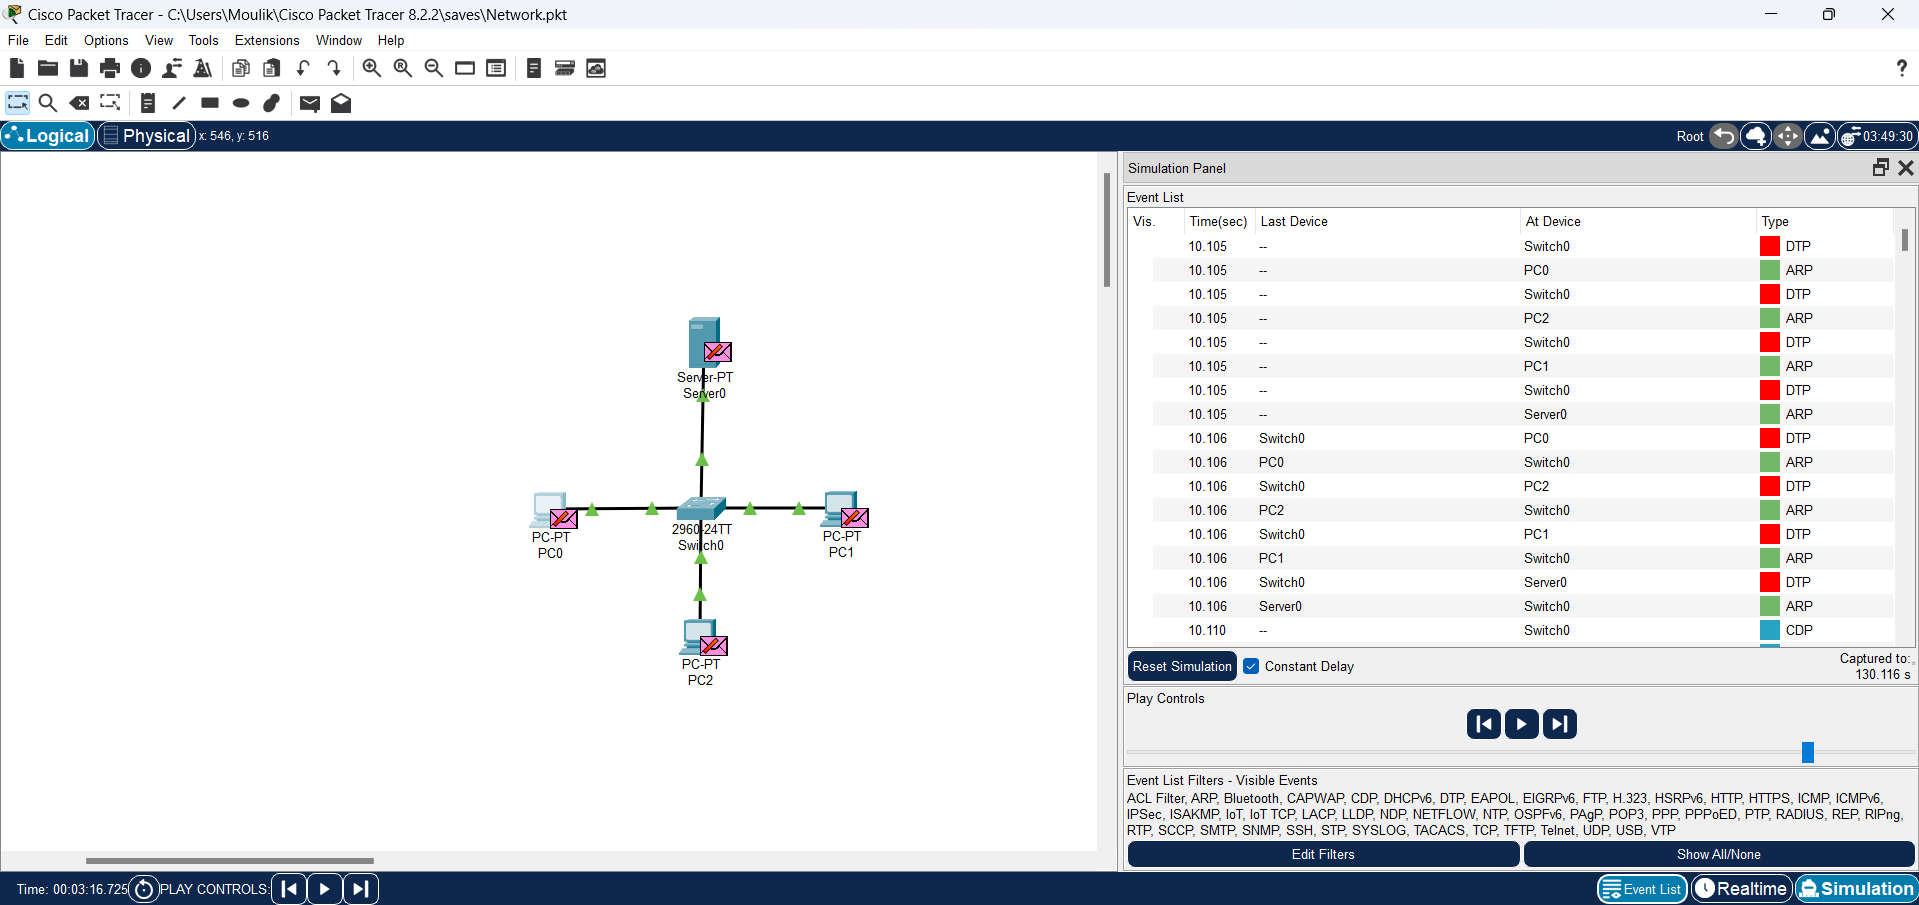 Cisco Packet Tracer - C:\Users\Moulik\Cisco Packet Tracer 8.2.2\saves\Network.pkt
File Edit Options View Tools Extensions Window Help
?
Logical Physical x: 546, y: 516 Root 03:49:30
Simulation Panel
Event List
Vis. Time(sec) Last Device At Device Type
10.105 -- Switch0 DTP
10.105 -- PC0 ARP
10.105 -- Switch0 DTP
10.105 -- PC2 ARP
10.105 -- Switch0 DTP
10.105 -- PC1 ARP
10.105 -- Switch0 DTP
10.105 -- Server0 ARP
10.106 Switch0 PC0 DTP
10.106 PC0 Switch0 ARP
10.106 Switch0 PC2 DTP
10.106 PC2 Switch0 ARP
10.106 Switch0 PC1 DTP
10.106 PC1 Switch0 ARP
10.106 Switch0 Server0 DTP
10.106 Server0 Switch0 ARP
10.110 -- Switch0 CDP
Server-PT
Server0
PC-PT
PC0
2960-24TT
Switch0
PC-PT
PC1
PC-PT
PC2
Reset Simulation Constant Delay
Captured to:
130.116 s
Play Controls
Event List Filters - Visible Events
ACL Filter, ARP, Bluetooth, CAPWAP, CDP, DHCPv6, DTP, EAPOL, EIGRPv6, FTP, H.323, HSRPv6, HTTP, HTTPS, ICMP, ICMPv6,
IPSec, ISAKMP, IoT, IoT TCP, LACP, LLDP, NDP, NETFLOW, NTP, OSPFv6, PAgP, POP3, PPP, PPPoED, PTP, RADIUS, REP, RIPng,
RTP, SCCP, SMTP, SNMP, SSH, STP, SYSLOG, TACACS, TCP, TFTP, Telnet, UDP, USB, VTP
Edit Filters Show All/None
Time: 00:03:16.725 PLAY CONTROLS: Event List Realtime Simulation